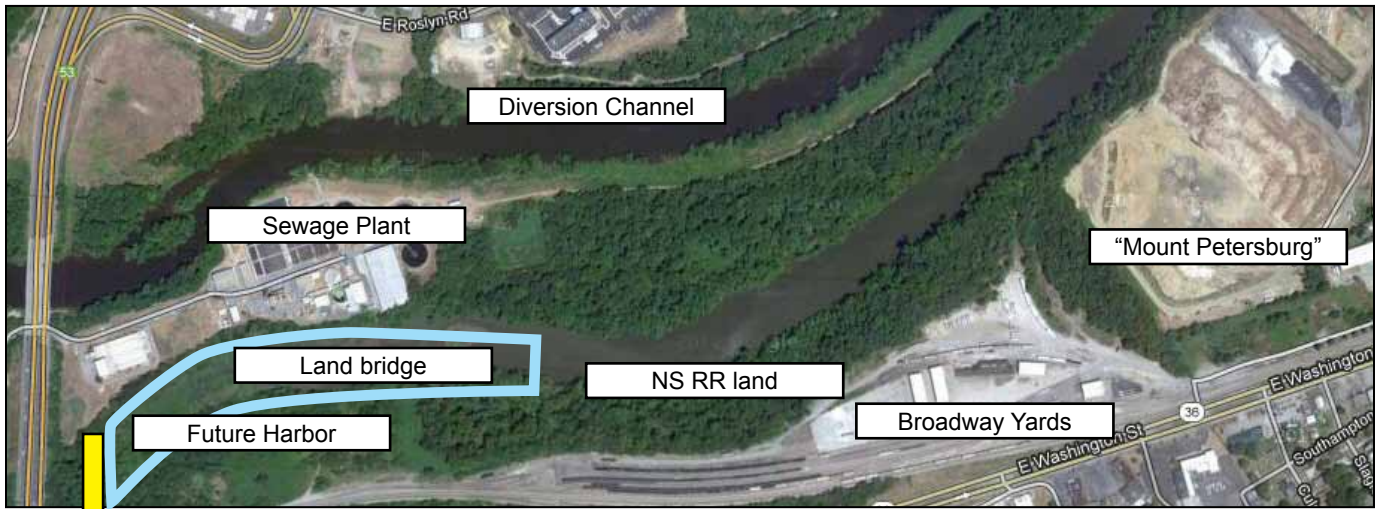 E Roslyn Rd
53
Diversion Channel
Sewage Plant
“Mount Petersburg”
Land bridge
NS RR land
Future Harbor
Broadway Yards
36
E Washington
E Washington St
Southampton